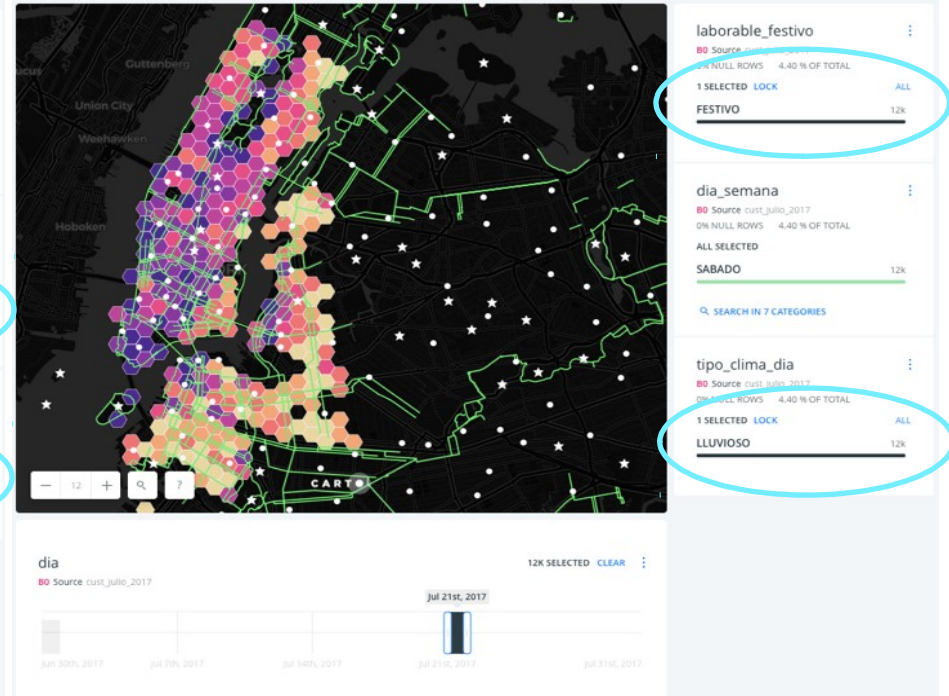 Guttenberg
Union City
Weehawken
Hoboken
12
?
CARTO
laborable_festivo
B0 Source cust_julio_2017
0% NULL ROWS 4.40 % OF TOTAL
1 SELECTED LOCK ALL
FESTIVO 12k
dia_semana
B0 Source cust_julio_2017
0% NULL ROWS 4.40 % OF TOTAL
ALL SELECTED
SABADO 12k
SEARCH IN 7 CATEGORIES
tipo_clima_dia
B0 Source cust_julio_2017
0% NULL ROWS 4.40 % OF TOTAL
1 SELECTED LOCK ALL
LLUVIOSO 12k
dia
12K SELECTED CLEAR
B0 Source cust_julio_2017
Jul 21st, 2017
Jun 30th, 2017 Jul 7th, 2017 Jul 14th, 2017 Jul 21st, 2017 Jul 31st, 2017